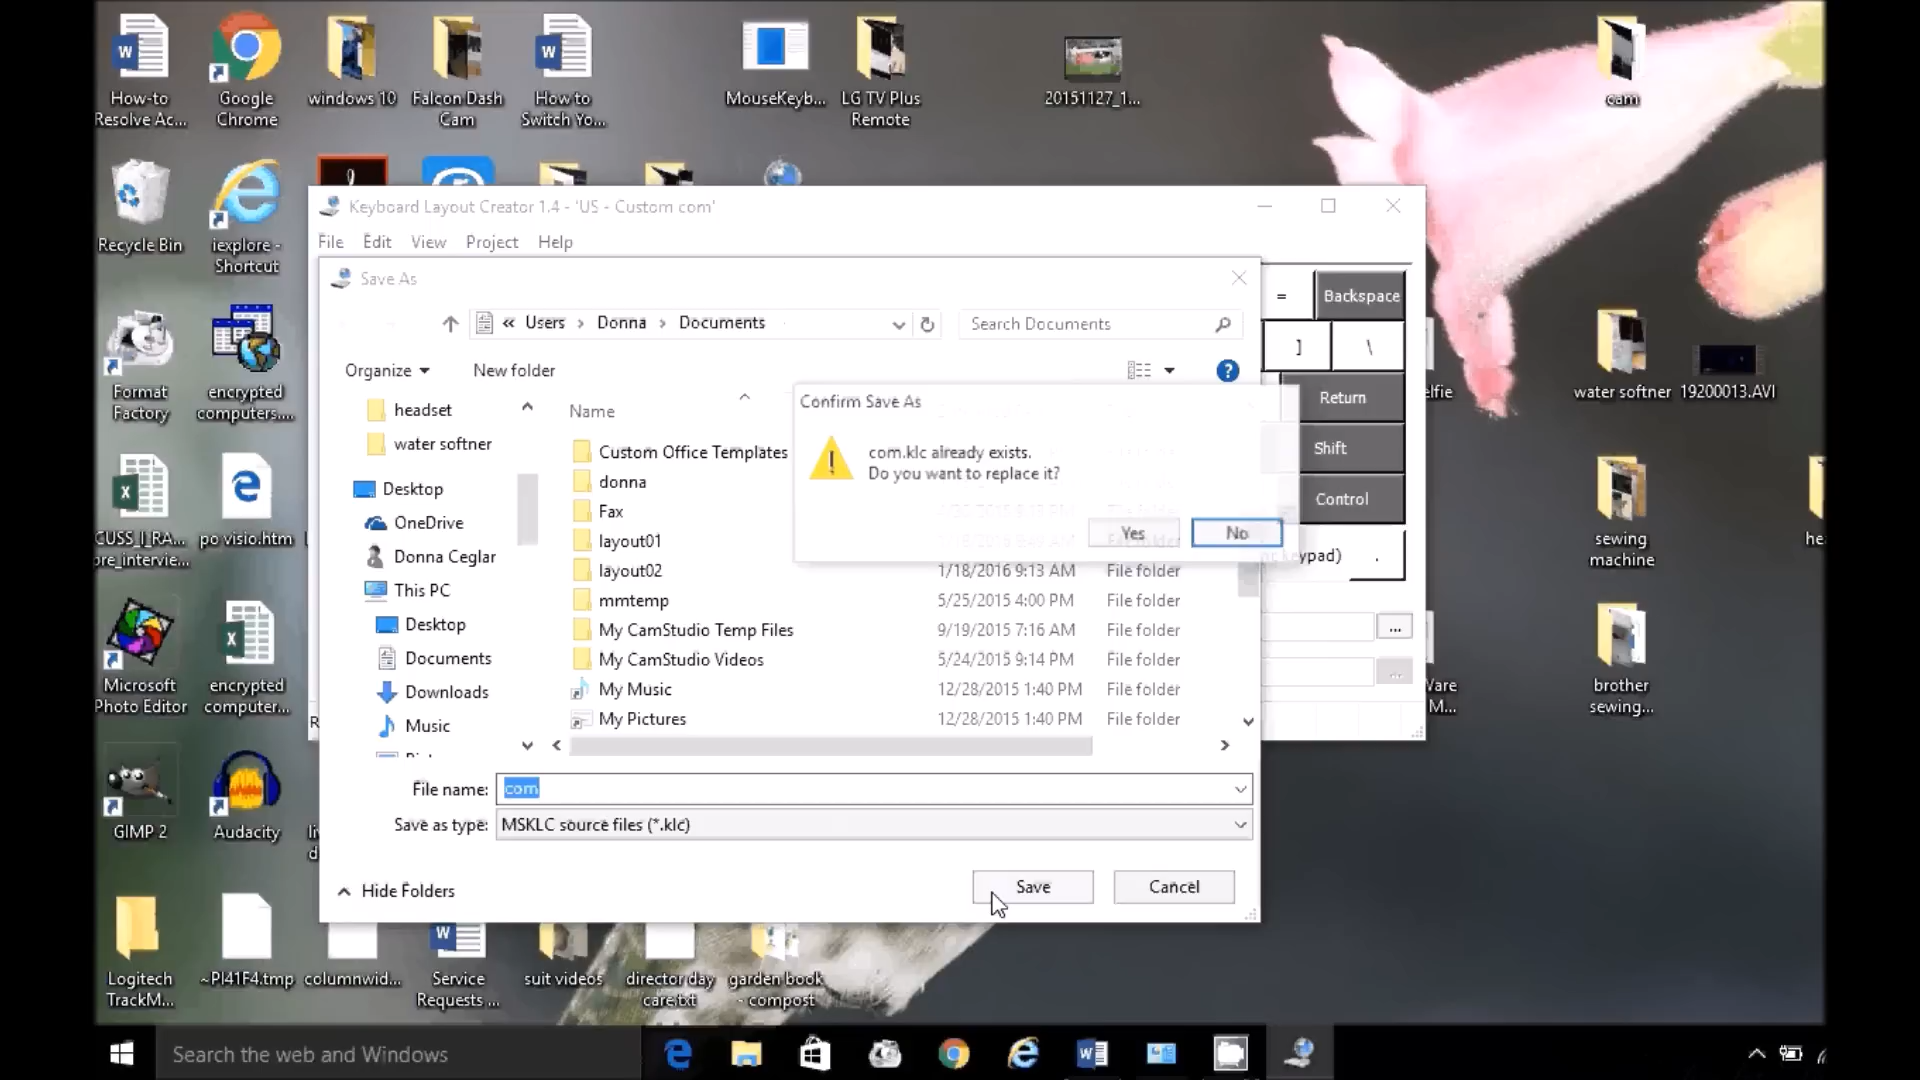 How-to
Resolve Ac...
Google
Chrome
windows 10
Falcon Dash
Cam
How to
Switch Yo...
MouseKeyb...
LG TV Plus
Remote
20151127_1...
cam
Recycle Bin
iexplore -
Shortcut
Keyboard Layout Creator 1.4 - 'US - Custom com'
File Edit View Project Help
Save As
« Users > Donna > Documents
Search Documents
= Backspace
] \
Return
Shift
Control
.
Organize
New folder
Name
headset
water softner
Desktop
OneDrive
Donna Ceglar
This PC
Desktop
Documents
Downloads
Music
Custom Office Templates
donna
Fax
layout01
layout02 1/18/2016 9:13 AM File folder
mmtemp 5/25/2015 4:00 PM File folder
My CamStudio Temp Files 9/19/2015 7:16 AM File folder
My CamStudio Videos 5/24/2015 9:14 PM File folder
My Music 12/28/2015 1:40 PM File folder
My Pictures 12/28/2015 1:40 PM File folder
Confirm Save As
com.klc already exists.
Do you want to replace it?
Yes No
keypad)
File name: com
Save as type: MSKLC source files (*.klc)
Hide Folders
Save
Cancel
...
...
Format
Factory
encrypted
computers....
water softner
19200013.AVI
CUSS_I_RA...
pre_intervie...
po visio.htm
sewing
machine
he
Microsoft
Photo Editor
encrypted
computer...
Ware
M...
brother
sewing...
GIMP 2
Audacity
Logitech
TrackM...
~PI41F4.tmp
columnwid...
Service
Requests ...
suit videos
director day
care.txt
garden book
- compost
Search the web and Windows